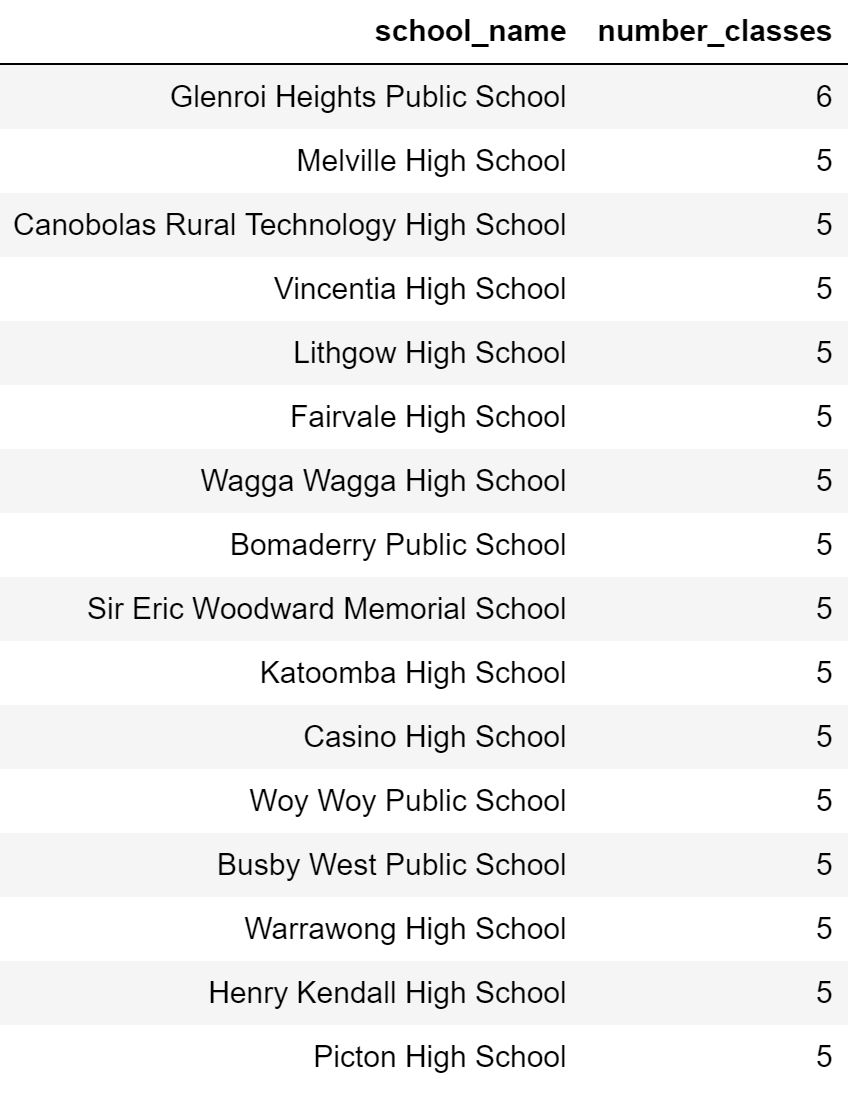 school_name number_classes
Glenroi Heights Public School 6
Melville High School 5
Canobolas Rural Technology High School 5
Vincentia High School 5
Lithgow High School 5
Fairvale High School 5
Wagga Wagga High School 5
Bomaderry Public School 5
Sir Eric Woodward Memorial School 5
Katoomba High School 5
Casino High School 5
Woy Woy Public School 5
Busby West Public School 5
Warrawong High School 5
Henry Kendall High School 5
Picton High School 5